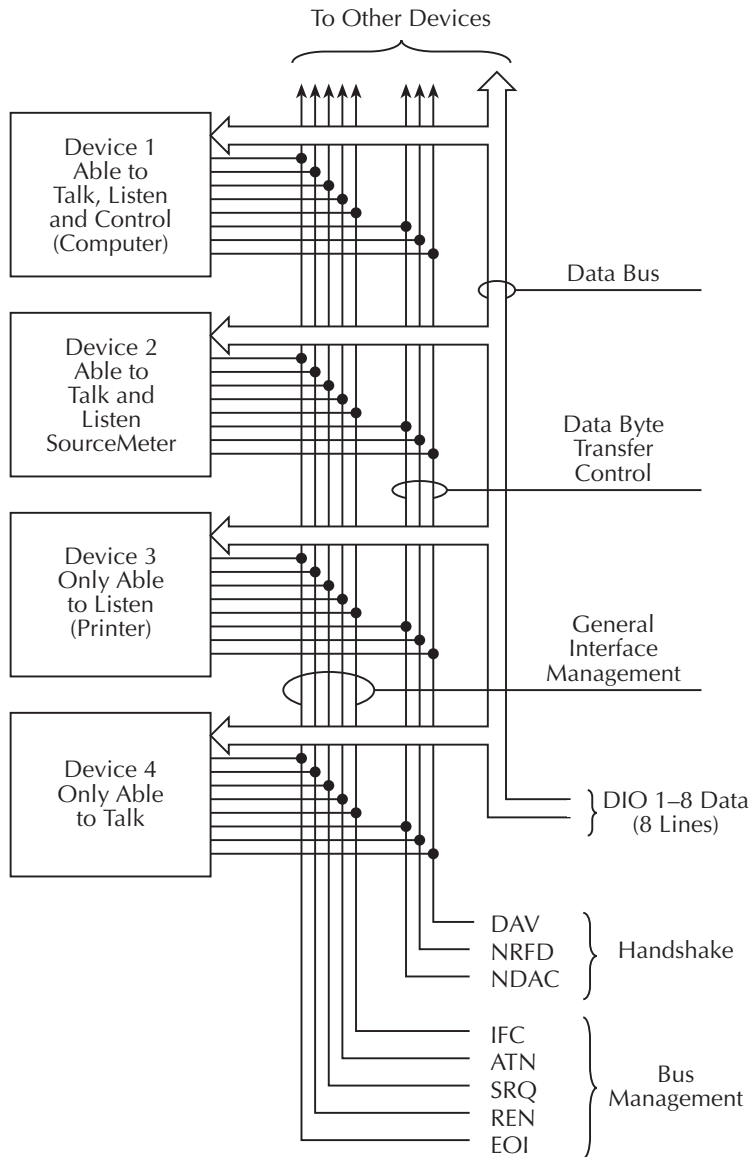 To Other Devices
Device 1
Able to
Talk, Listen
and Control
(Computer)
Data Bus
Device 2
Able to
Talk and
Listen
SourceMeter
Data Byte
Transfer
Control
Device 3
Only Able
to Listen
(Printer)
General
Interface
Management
Device 4
Only Able
to Talk
DIO 1–8 Data
(8 Lines)
DAV
NRFD
NDAC
Handshake
IFC
ATN
SRQ
REN
EOI
Bus
Management